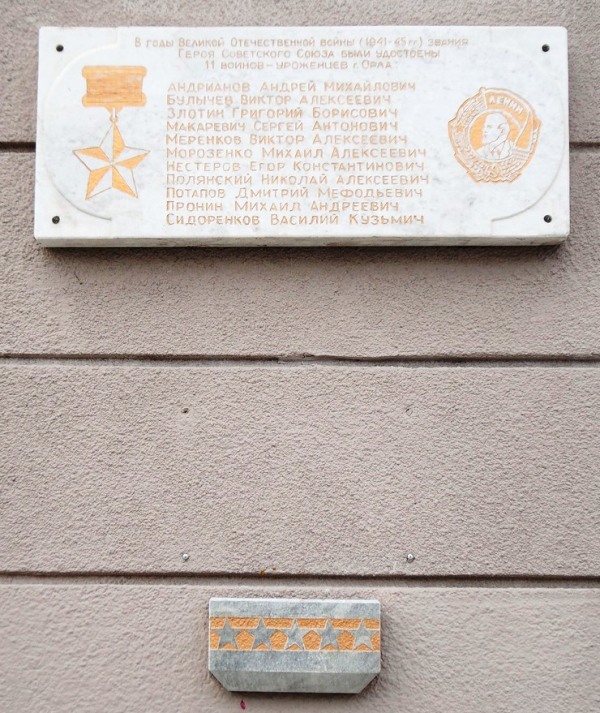 В годы Великой Отечественной войны (1941-45гг) звания
Героя Советского Союза были удостоены
11 воинов-уроженцев г. Орла
Андрианов Андрей Михайлович
Булычев Виктор Алексеевич
Злотин Григорий Борисович
Макаревич Сергей Антонович
Меренков Виктор Алексеевич
Морозенко Михаил Алексеевич
Нестеров Егор Константинович
Полянский Николай Алексеевич
Потапов Дмитрий Мефодьевич
Пронин Михаил Андреевич
Сидоренков Василий Кузьмич
ЛЕНИН